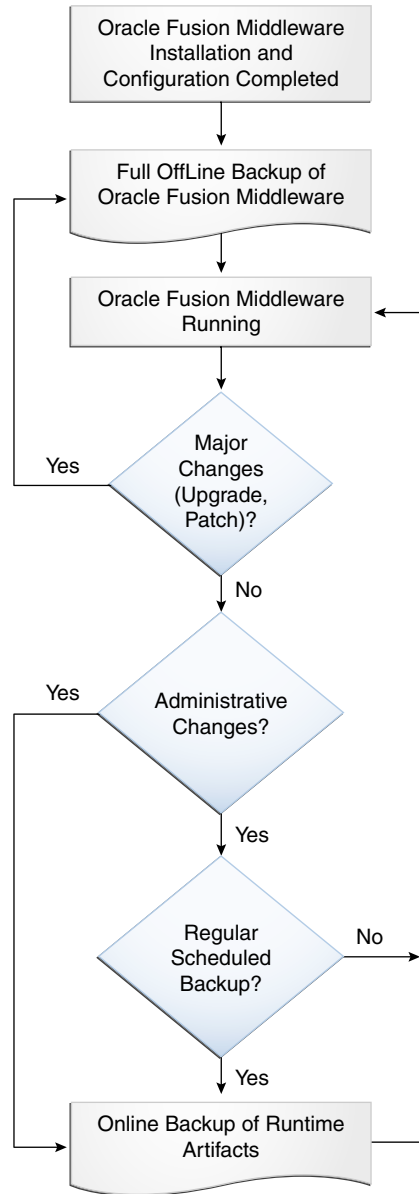 Oracle Fusion Middleware
Installation and
Configuration Completed
Full OffLine Backup of
Oracle Fusion Middleware
Oracle Fusion Middleware
Running
Major
Changes
(Upgrade,
Patch)?
Yes
No
Yes
Administrative
Changes?
Yes
Regular
Scheduled
Backup?
No
Yes
Online Backup of Runtime
Artifacts